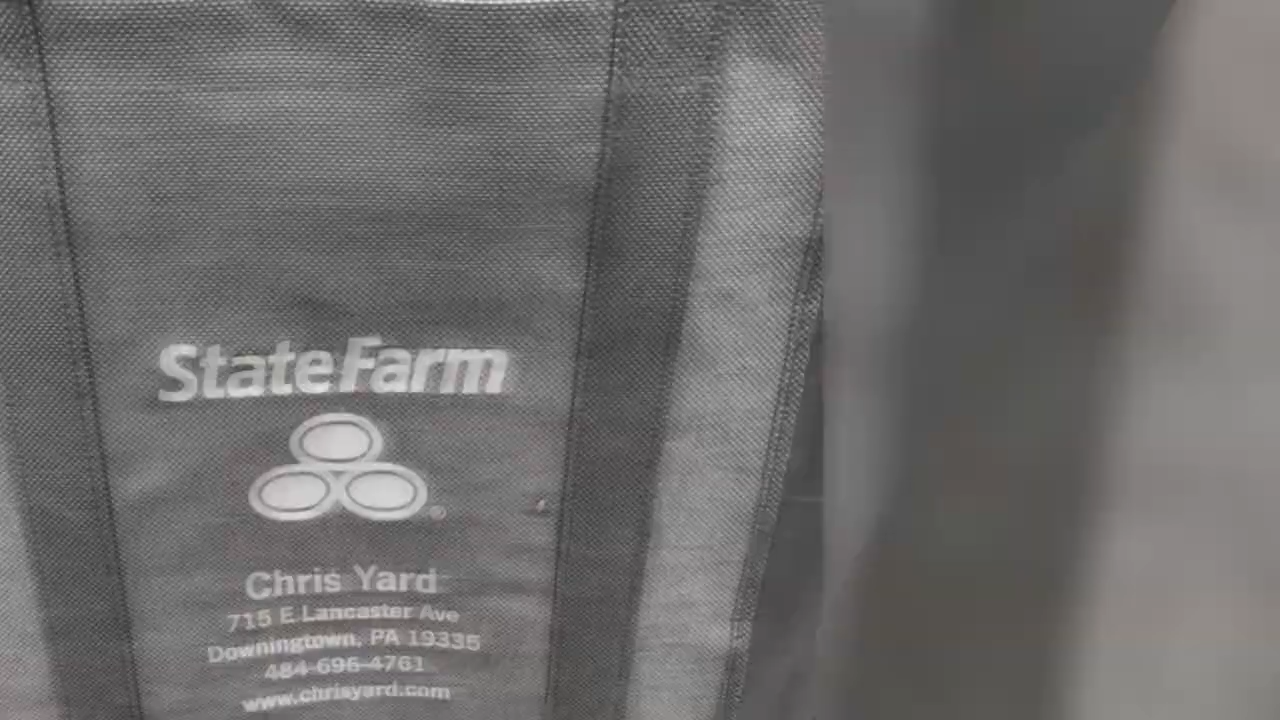 StateFarm
®
Chris Yard
715 E Lancaster Ave
Downingtown, PA 19335
484-696-4761
www.chrisyard.com